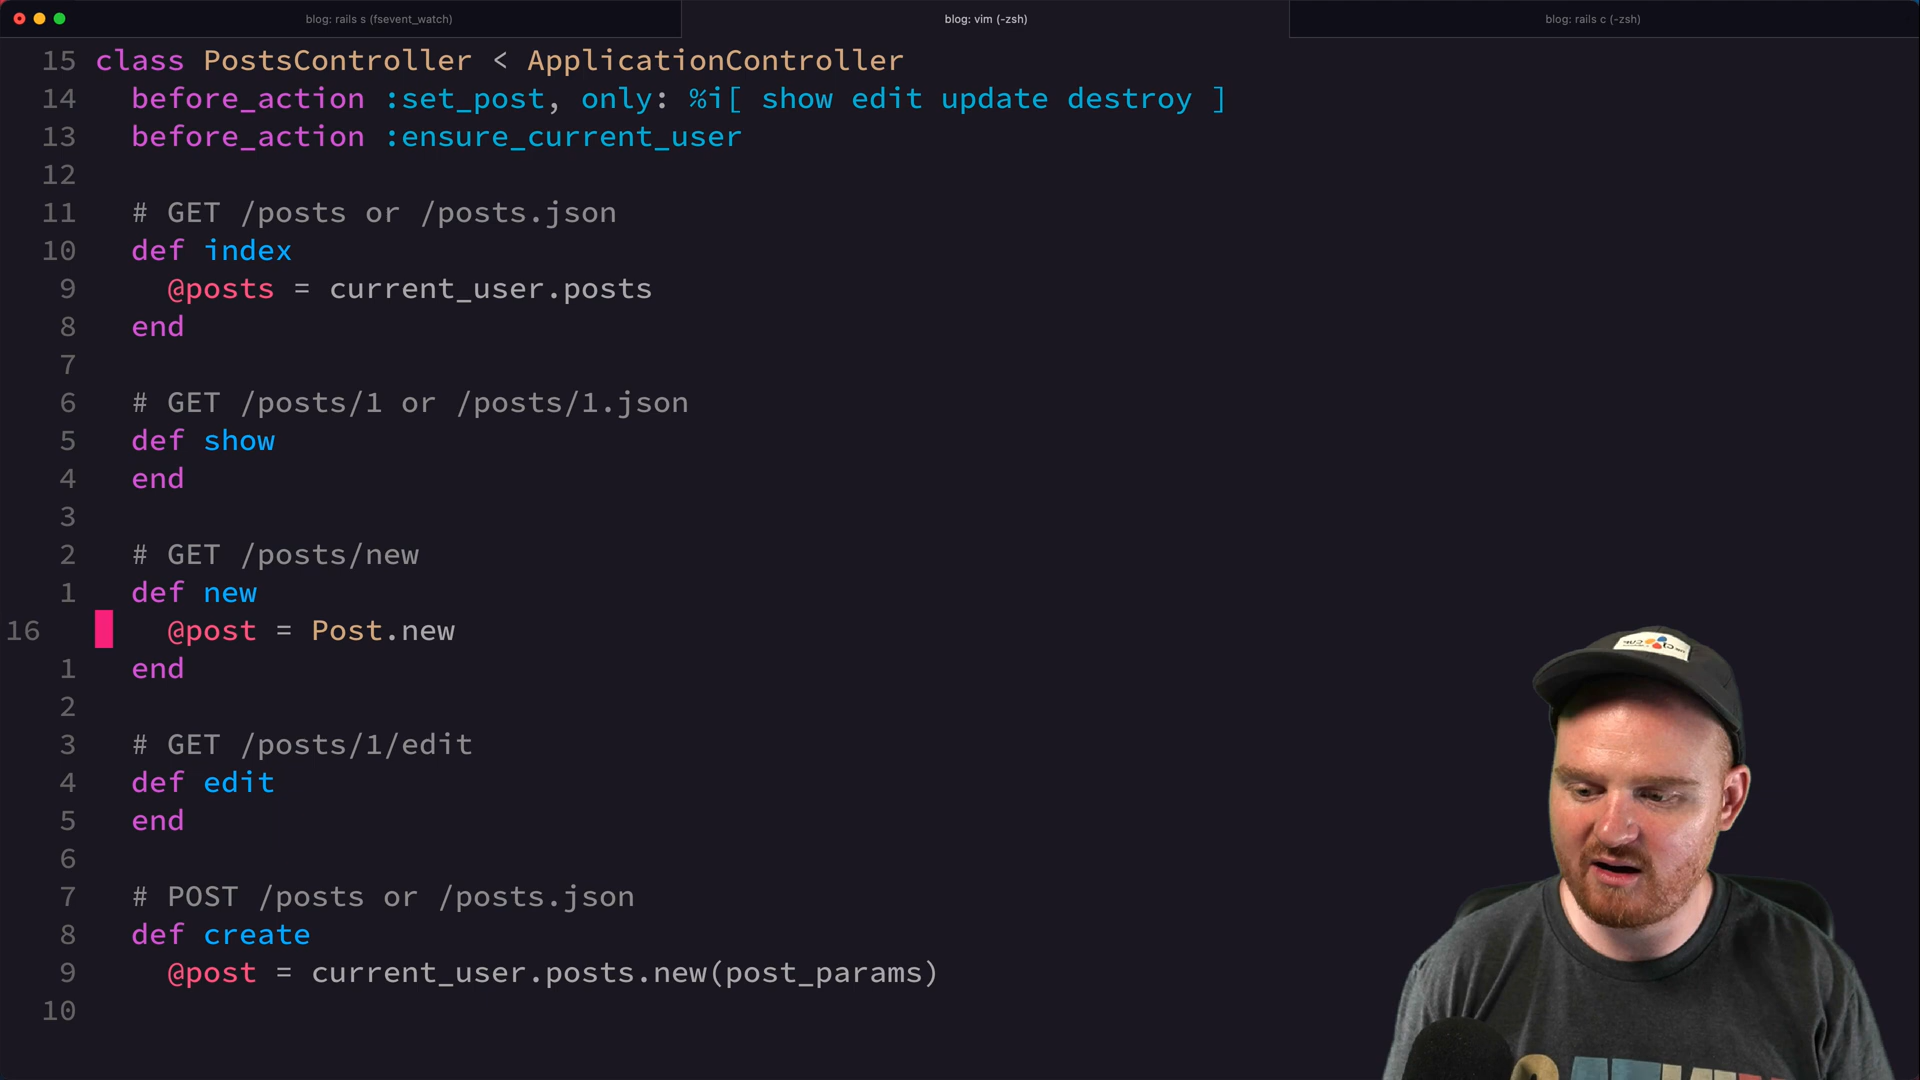 blog: rails s (fsevent_watch)
blog: vim (-zsh)
blog: rails c (-zsh)
15 class PostsController < ApplicationController
14 before_action :set_post, only: %i[ show edit update destroy ]
13 before_action :ensure_current_user
12
11 # GET /posts or /posts.json
10 def index
9 @posts = current_user.posts
8 end
7
6 # GET /posts/1 or /posts/1.json
5 def show
4 end
3
2 # GET /posts/new
1 def new
16 @post = Post.new
1 end
2
3 # GET /posts/1/edit
4 def edit
5 end
6
7 # POST /posts or /posts.json
8 def create
9 @post = current_user.posts.new(post_params)
10